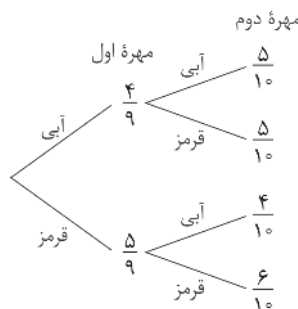 مهرهٔ دوم
مهرهٔ اول
آبی
۵/۱۰
۴/۹
آبی
قرمز
۵/۱۰
قرمز
آبی
۴/۱۰
۵/۹
قرمز
۶/۱۰